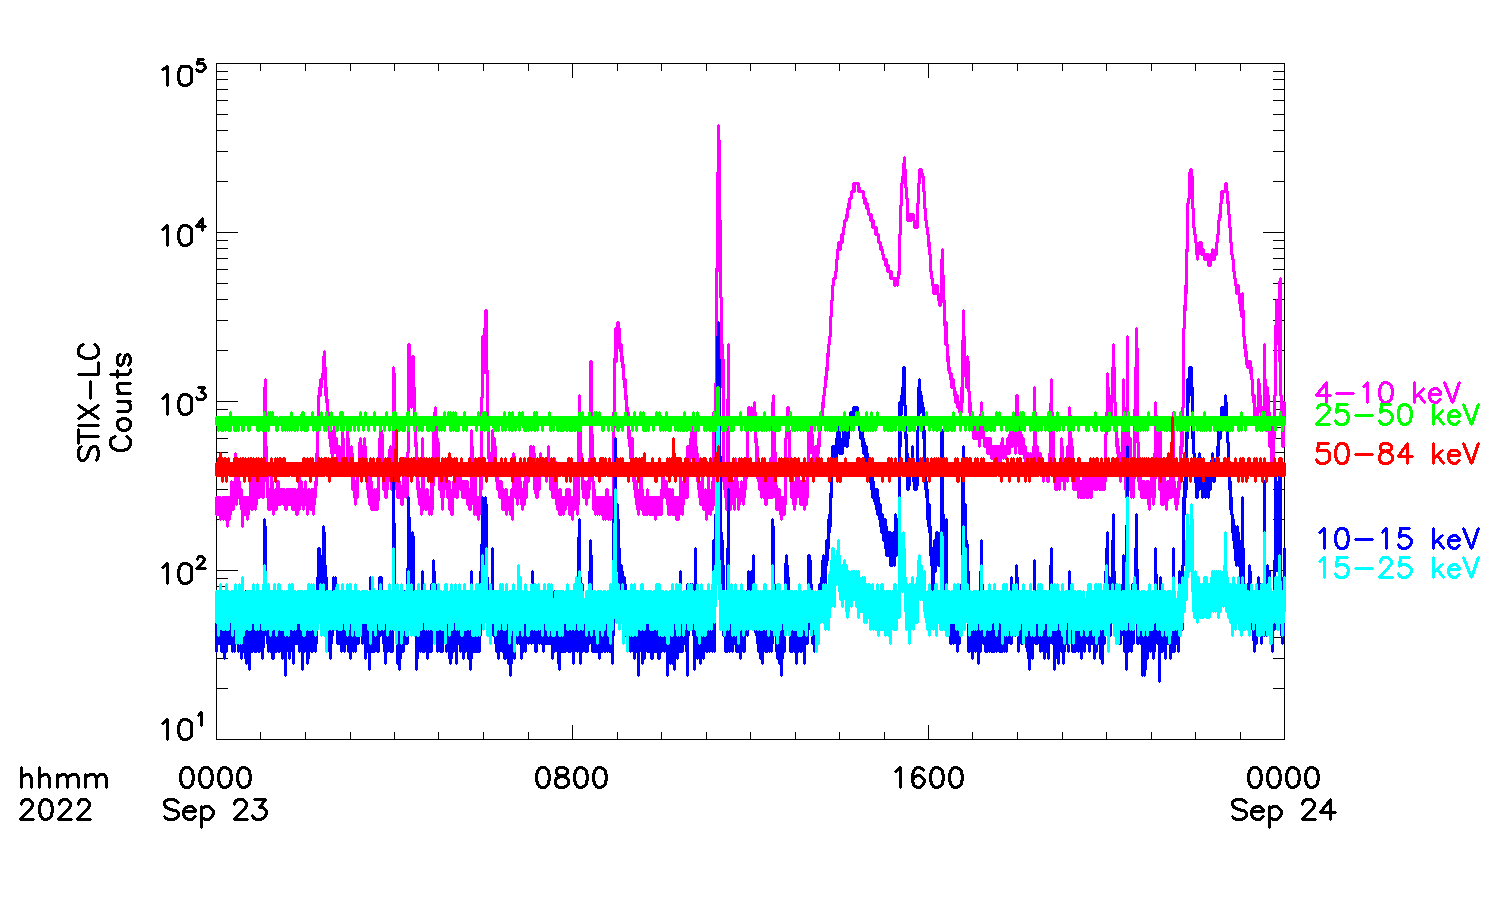 10^5
10^4
10^3
10^2
10^1
STIX-LC
Counts
4-10 keV
25-50 keV
50-84 keV
10-15 keV
15-25 keV
hhmm 0000 0800 1600 0000
2022 Sep 23 Sep 24